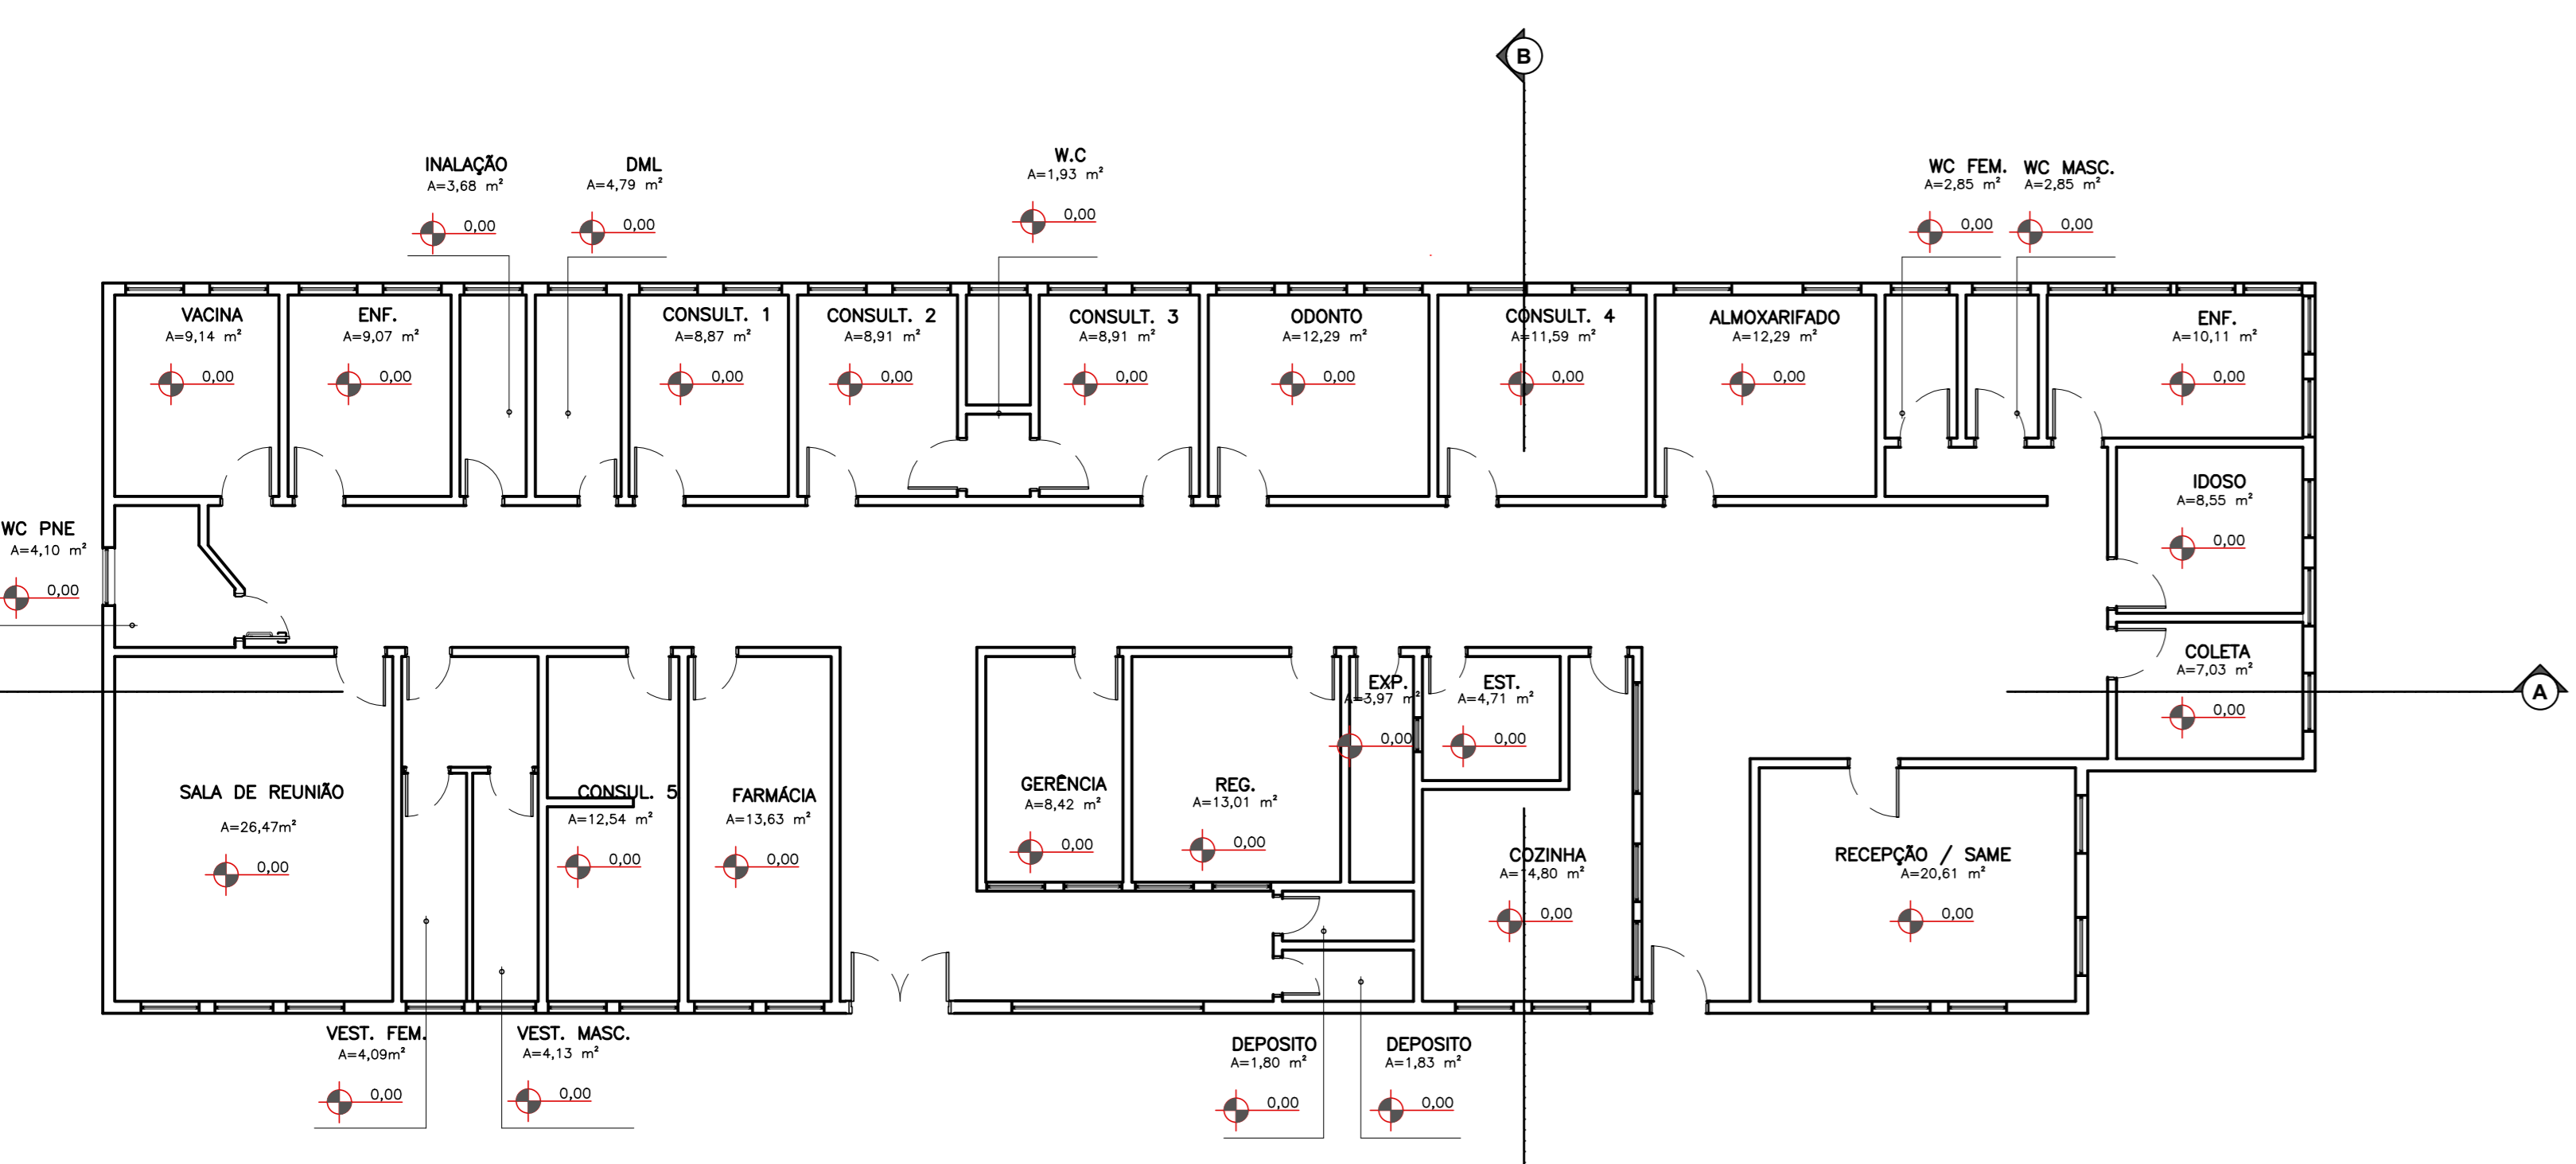 B
INALAÇÃO
A=3,68 m²
0,00
DML
A=4,79 m²
0,00
W.C
A=1,93 m²
0,00
WC FEM.
A=2,85 m²
0,00
WC MASC.
A=2,85 m²
0,00
VACINA
A=9,14 m²
0,00
ENF.
A=9,07 m²
0,00
CONSULT. 1
A=8,87 m²
0,00
CONSULT. 2
A=8,91 m²
0,00
CONSULT. 3
A=8,91 m²
0,00
ODONTO
A=12,29 m²
0,00
CONSULT. 4
A=11,59 m²
0,00
ALMOXARIFADO
A=12,29 m²
0,00
ENF.
A=10,11 m²
0,00
IDOSO
A=8,55 m²
0,00
WC PNE
A=4,10 m²
0,00
COLETA
A=7,03 m²
0,00
A
EXP.
A=3,97 m²
0,00
EST.
A=4,71 m²
0,00
SALA DE REUNIÃO
A=26,47m²
0,00
CONSUL. 5
A=12,54 m²
0,00
FARMÁCIA
A=13,63 m²
0,00
GERÊNCIA
A=8,42 m²
0,00
REG.
A=13,01 m²
0,00
COZINHA
A=14,80 m²
0,00
RECEPÇÃO / SAME
A=20,61 m²
0,00
VEST. FEM.
A=4,09m²
0,00
VEST. MASC.
A=4,13 m²
0,00
DEPOSITO
A=1,80 m²
0,00
DEPOSITO
A=1,83 m²
0,00